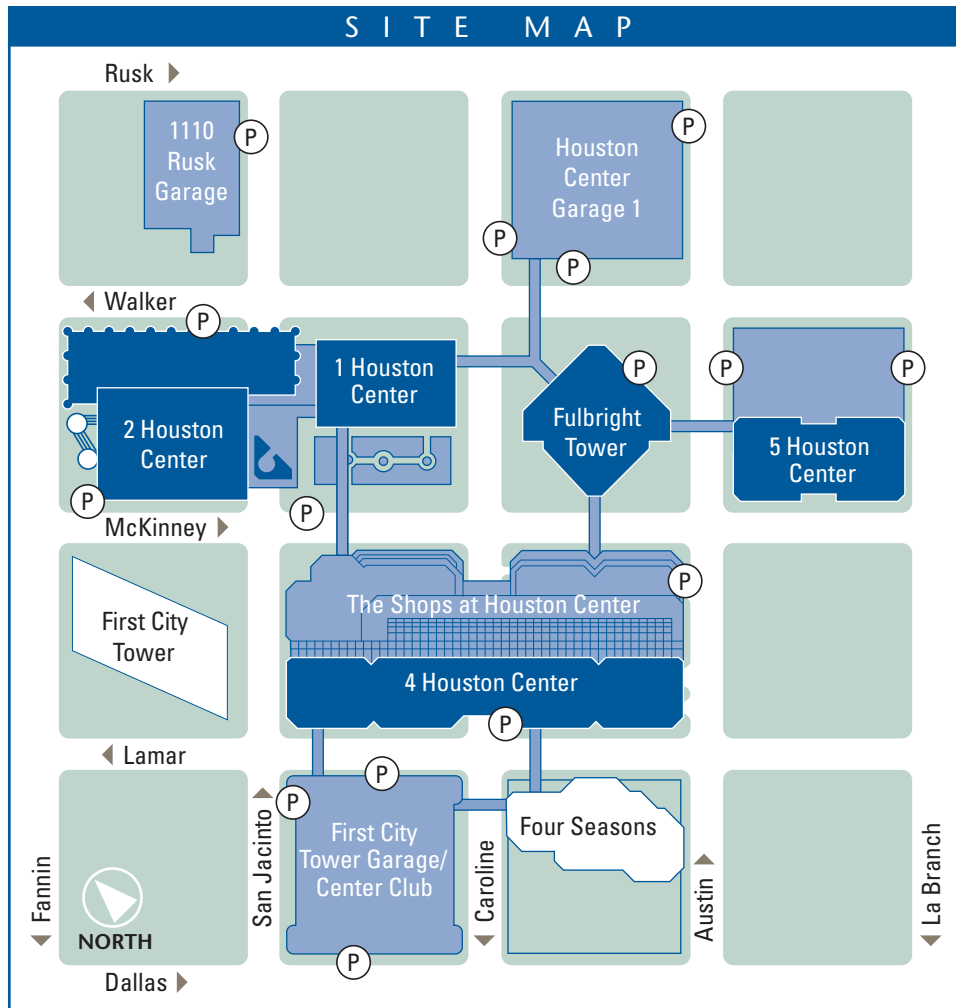 SITE MAP
Rusk
1110
Rusk
Garage
P
Houston
Center
Garage 1
P
P
P
Walker
P
1 Houston
Center
2 Houston
Center
P
P
Fulbright
Tower
P
P
P
5 Houston
Center
McKinney
First City
Tower
The Shops at Houston Center
P
4 Houston Center
P
Lamar
P
P
First City
Tower Garage/
Center Club
P
Four Seasons
Fannin
San Jacinto
Caroline
Austin
La Branch
NORTH
Dallas